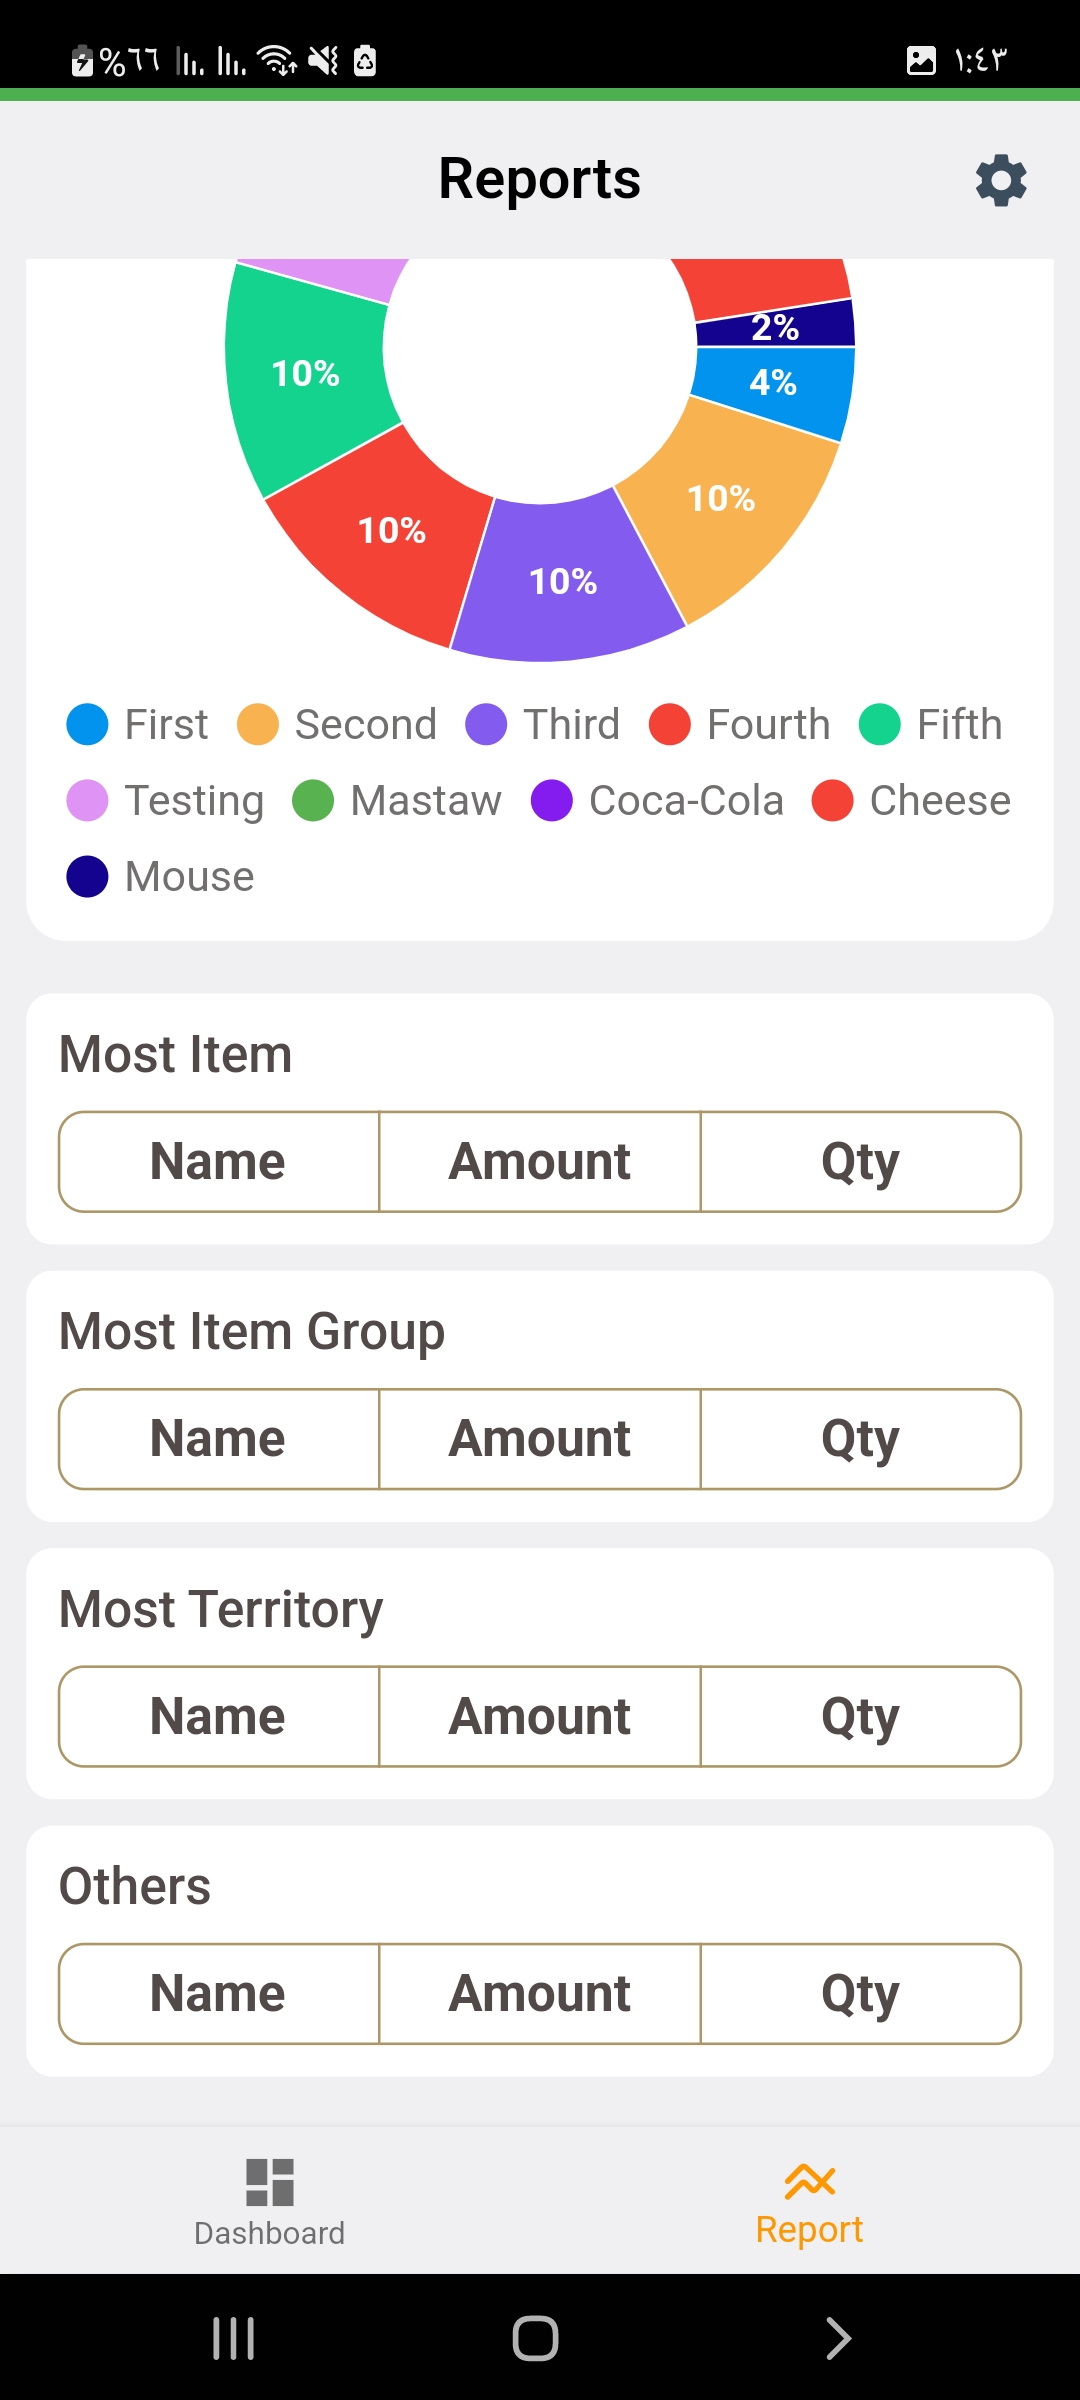 %٦٦ ١:٤٣
Reports
2%
10% 4%
10%
10%
10%
First Second Third Fourth Fifth
Testing Mastaw Coca-Cola Cheese
Mouse
Most Item
Name Amount Qty
Most Item Group
Name Amount Qty
Most Territory
Name Amount Qty
Others
Name Amount Qty
Dashboard Report